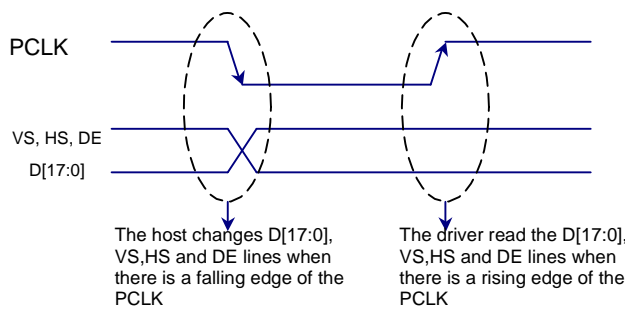 PCLK
VS, HS, DE
D[17:0]
The host changes D[17:0],
VS,HS and DE lines when
there is a falling edge of the
PCLK
The driver read the D[17:0],
VS,HS and DE lines when
there is a rising edge of the
PCLK